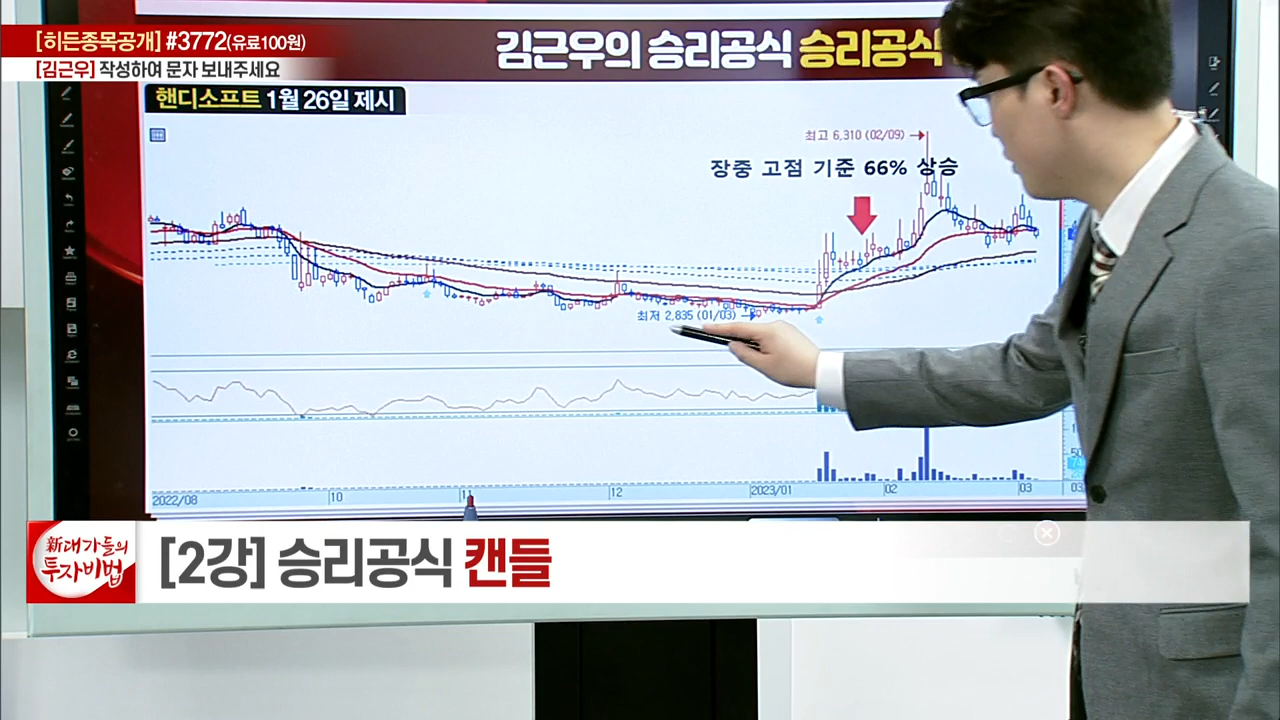 [히든종목공개] #3772(유료100원)
[김근우] 작성하여 문자 보내주세요
김근우의 승리공식 승리공식
핸디소프트 1월 26일 제시
최고 6,310 (02/09)
장중 고점 기준 66% 상승
최저 2,835 (01/03)
2022/08 10 11 12 2023/01 02 03 03
新대가들의
투자비법
[2강] 승리공식 캔들